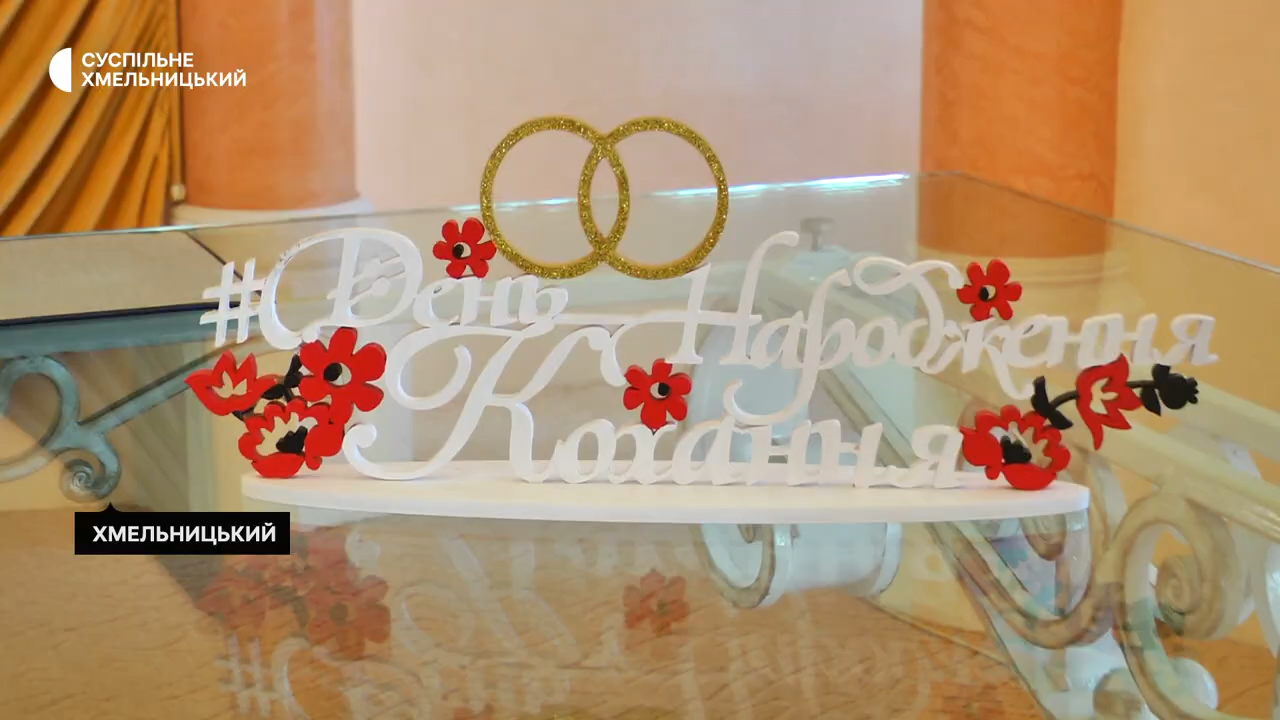 СУСПІЛЬНЕ
ХМЕЛЬНИЦЬКИЙ
#День Народження
Кохання
ХМЕЛЬНИЦЬКИЙ